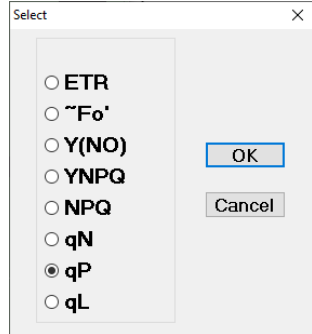 Select
ETR
~Fo'
Y(NO)
YNPQ
NPQ
qN
qP
qL
OK
Cancel